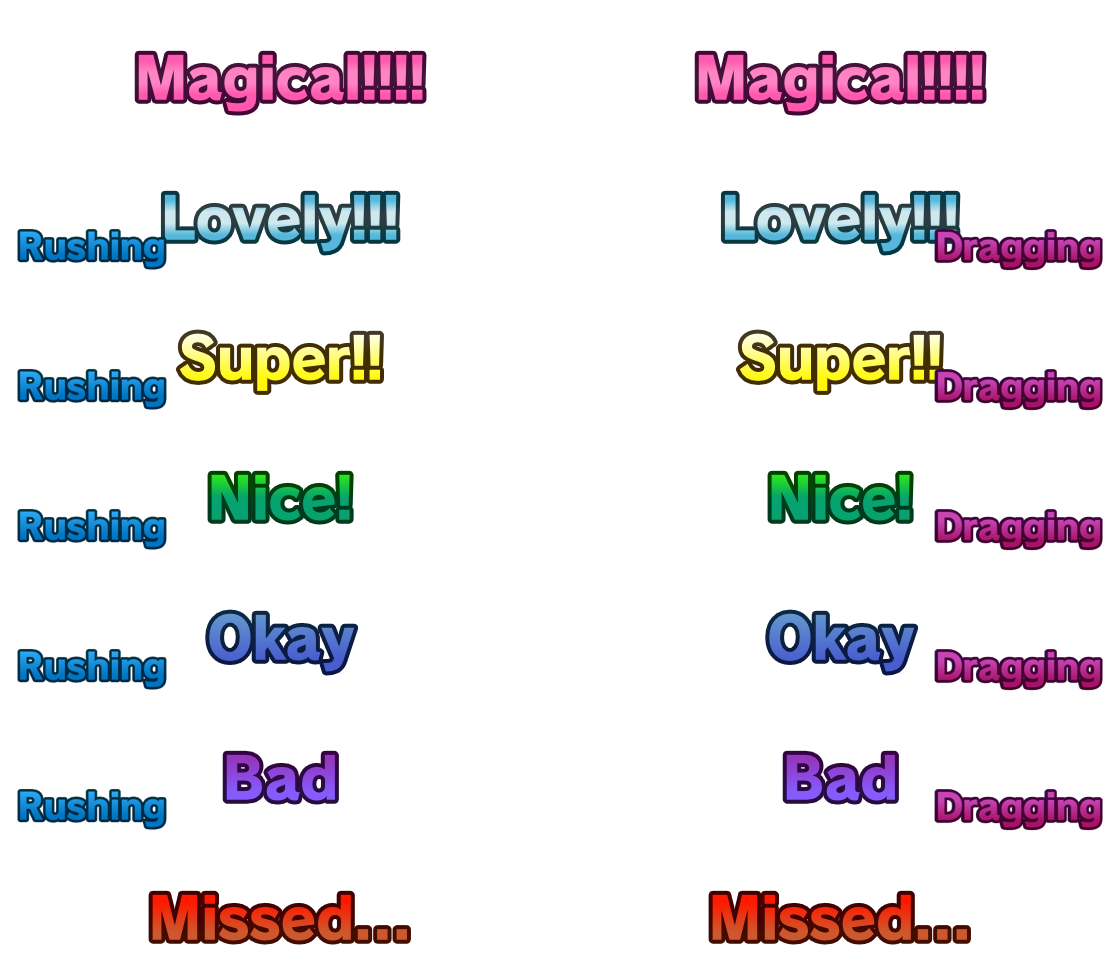 Magical!!!! Magical!!!!
Lovely!!! Lovely!!!
Rushing Dragging
Super!! Super!!
Rushing Dragging
Nice! Nice!
Rushing Dragging
Okay Okay
Rushing Dragging
Bad Bad
Rushing Dragging
Missed... Missed...